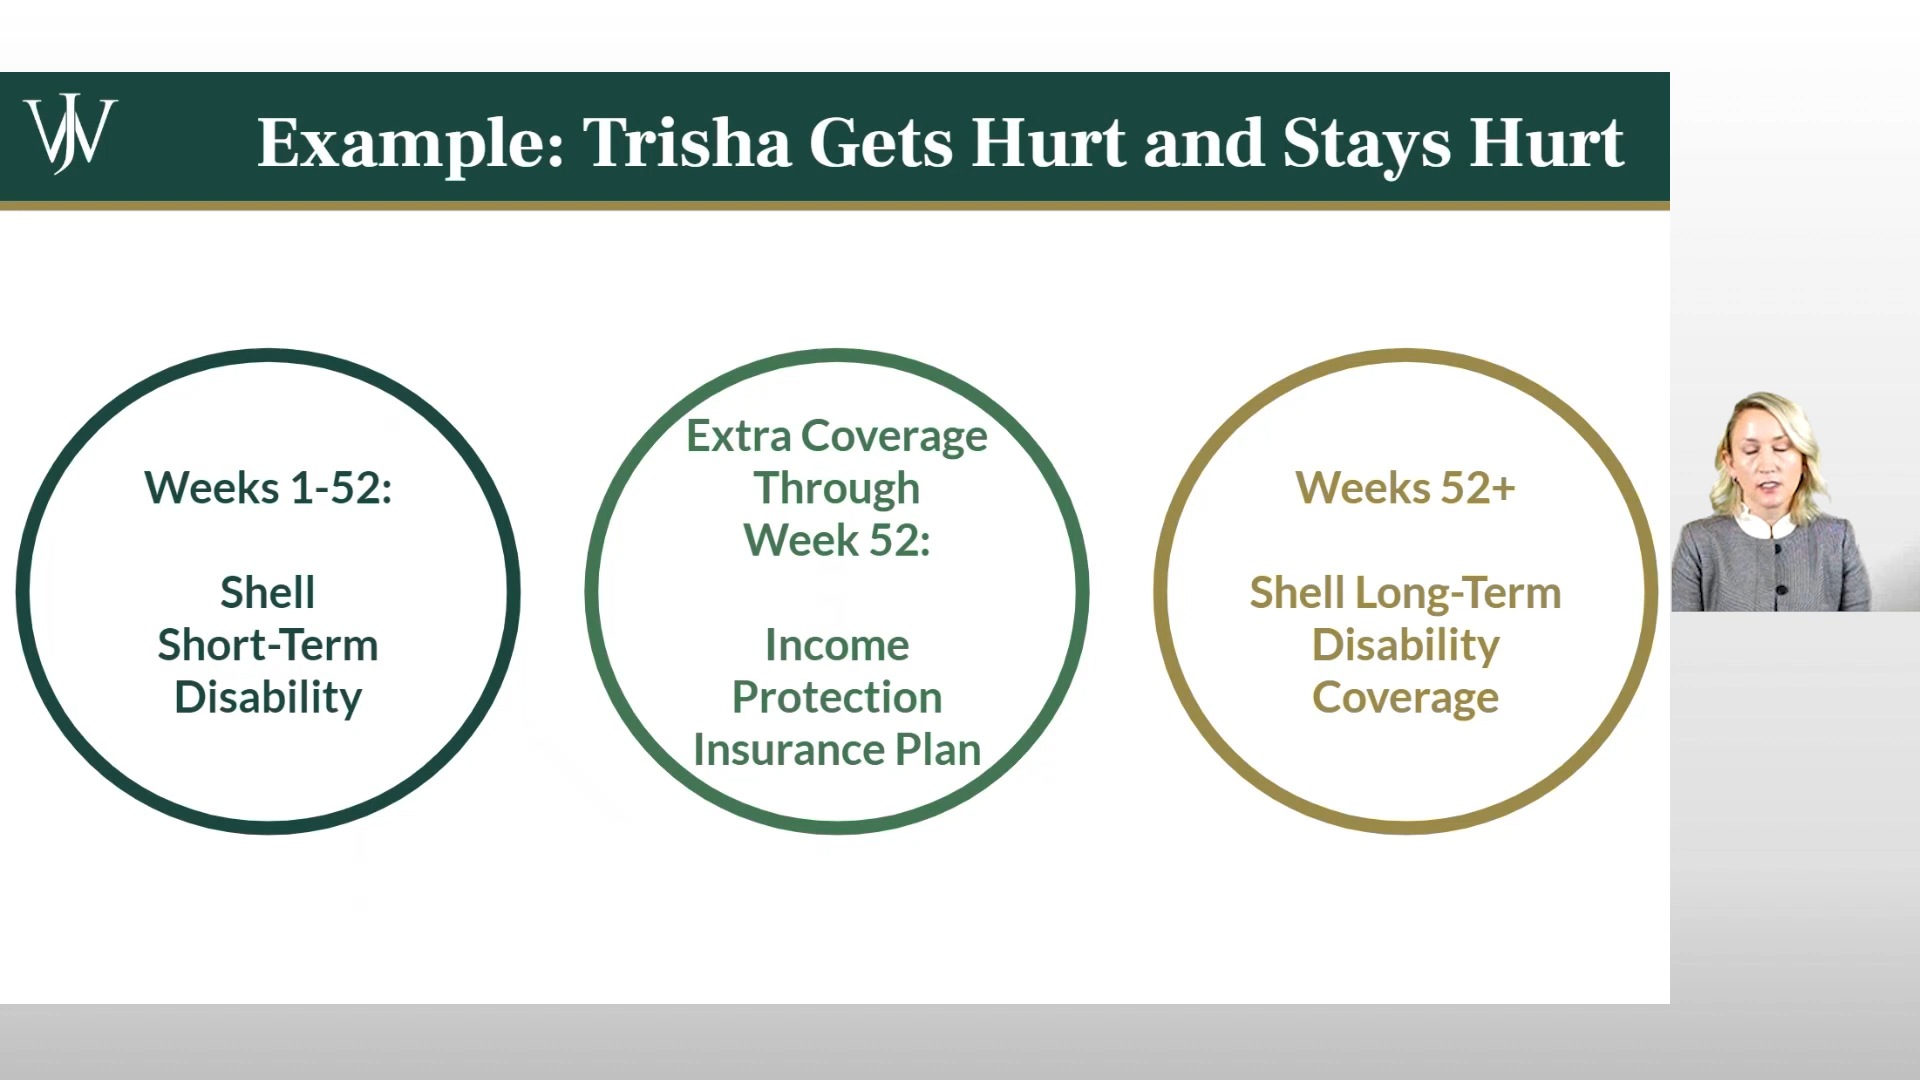 Example: Trisha Gets Hurt and Stays Hurt
Weeks 1-52:
Shell
Short-Term
Disability
Extra Coverage
Through
Week 52:
Income
Protection
Insurance Plan
Weeks 52+
Shell Long-Term
Disability
Coverage